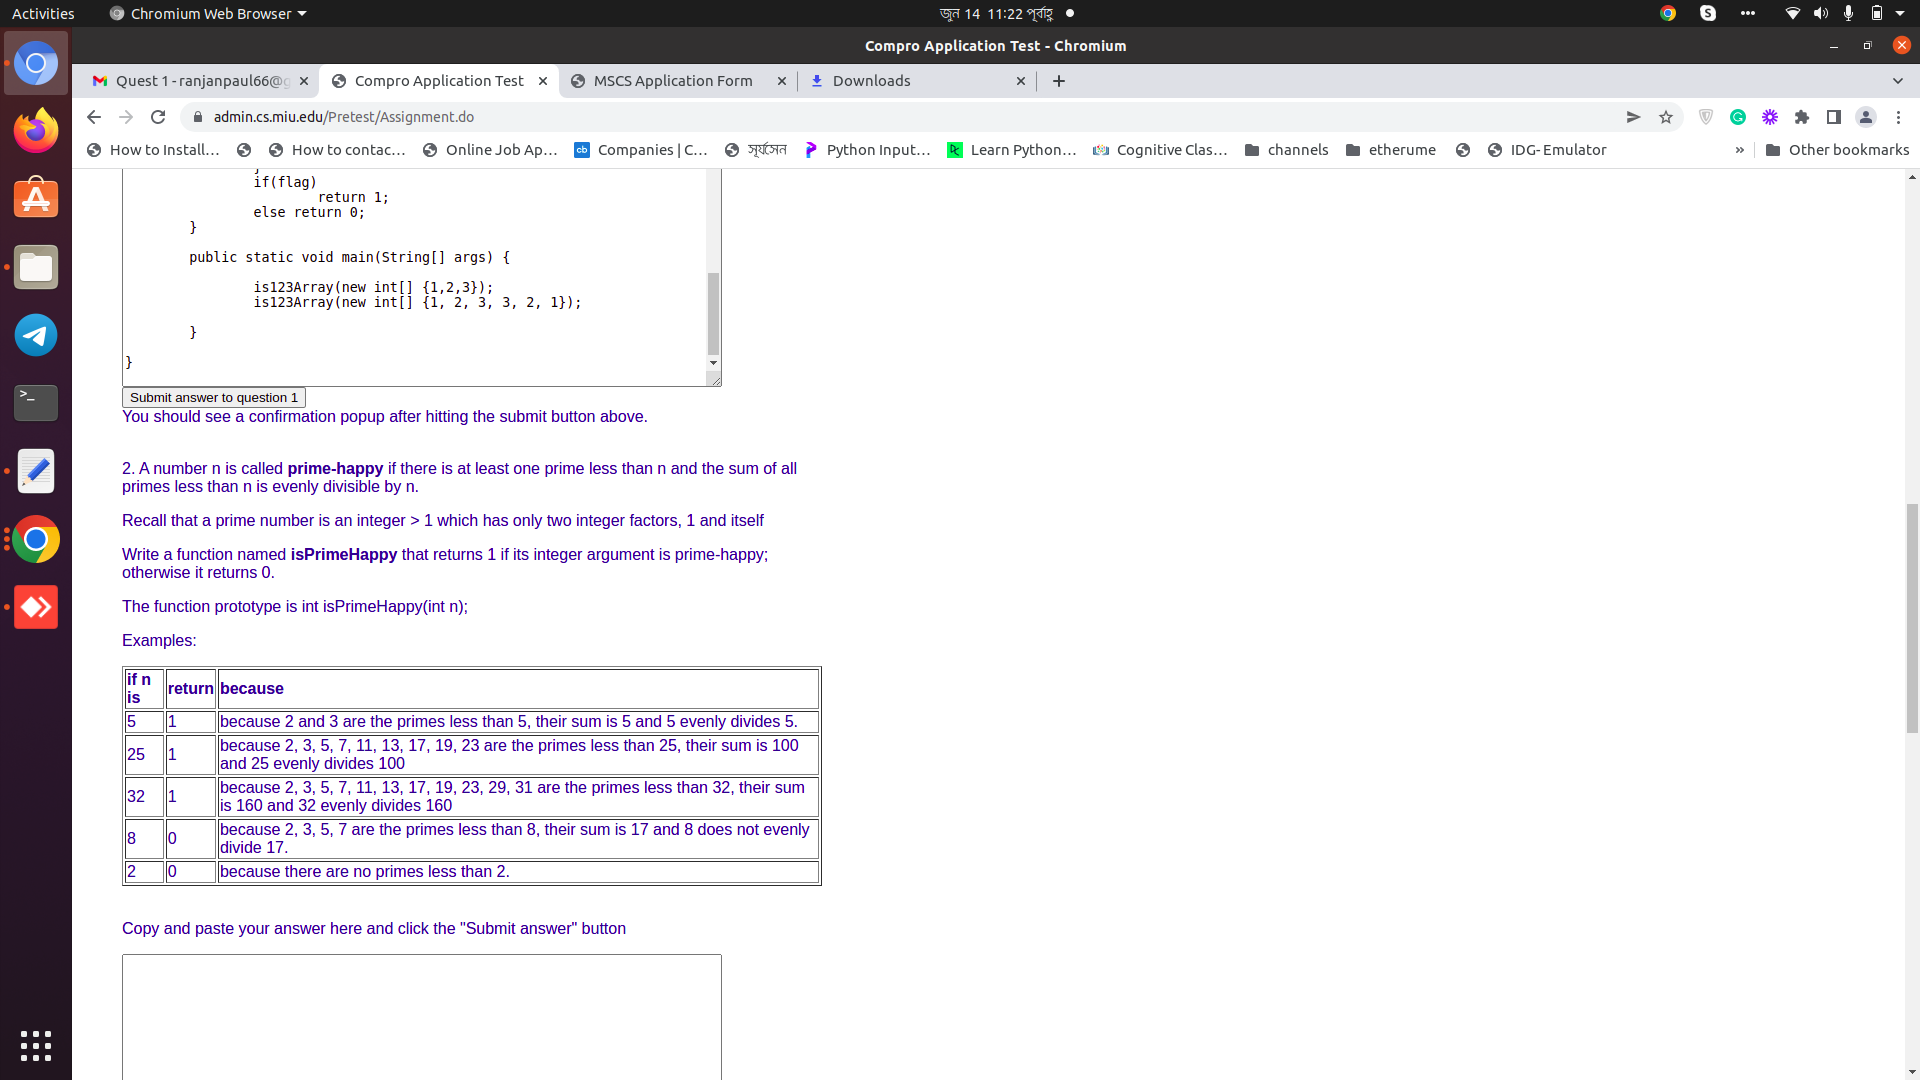 Activities
Chromium Web Browser
জুন 14 11:22 পূর্বাহ্ণ
Compro Application Test - Chromium
Quest 1 - ranjanpaul66@g
Compro Application Test
MSCS Application Form
Downloads
admin.cs.miu.edu/Pretest/Assignment.do
How to Install…
How to contac…
Online Job Ap…
Companies | C…
সূর্যসেন
Python Input…
Learn Python…
Cognitive Clas…
channels
etherume
IDG- Emulator
»
Other bookmarks
}
if(flag)
return 1;
else return 0;
}
public static void main(String[] args) {
is123Array(new int[] {1,2,3});
is123Array(new int[] {1, 2, 3, 3, 2, 1});
}
}
Submit answer to question 1
You should see a confirmation popup after hitting the submit button above.
2. A number n is called prime-happy if there is at least one prime less than n and the sum of all
primes less than n is evenly divisible by n.
Recall that a prime number is an integer > 1 which has only two integer factors, 1 and itself
Write a function named isPrimeHappy that returns 1 if its integer argument is prime-happy;
otherwise it returns 0.
The function prototype is int isPrimeHappy(int n);
Examples:
if n is return because
5 1 because 2 and 3 are the primes less than 5, their sum is 5 and 5 evenly divides 5.
25 1 because 2, 3, 5, 7, 11, 13, 17, 19, 23 are the primes less than 25, their sum is 100
and 25 evenly divides 100
32 1 because 2, 3, 5, 7, 11, 13, 17, 19, 23, 29, 31 are the primes less than 32, their sum
is 160 and 32 evenly divides 160
8 0 because 2, 3, 5, 7 are the primes less than 8, their sum is 17 and 8 does not evenly
divide 17.
2 0 because there are no primes less than 2.
Copy and paste your answer here and click the "Submit answer" button